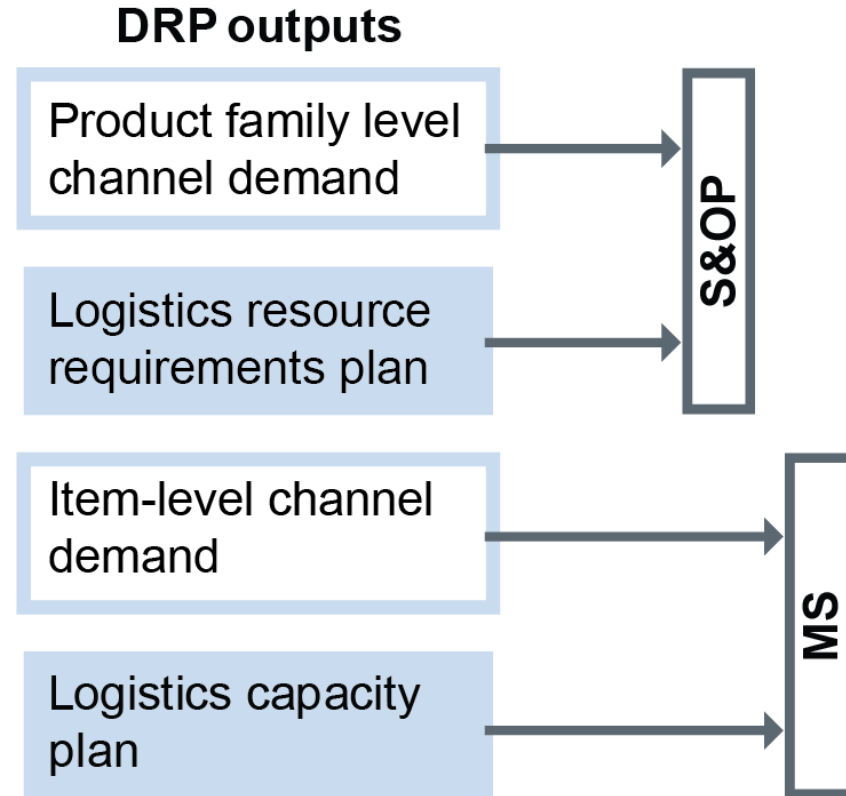 DRP outputs
Product family level
channel demand
Logistics resource
requirements plan
S&OP
Item-level channel
demand
Logistics capacity
plan
MS